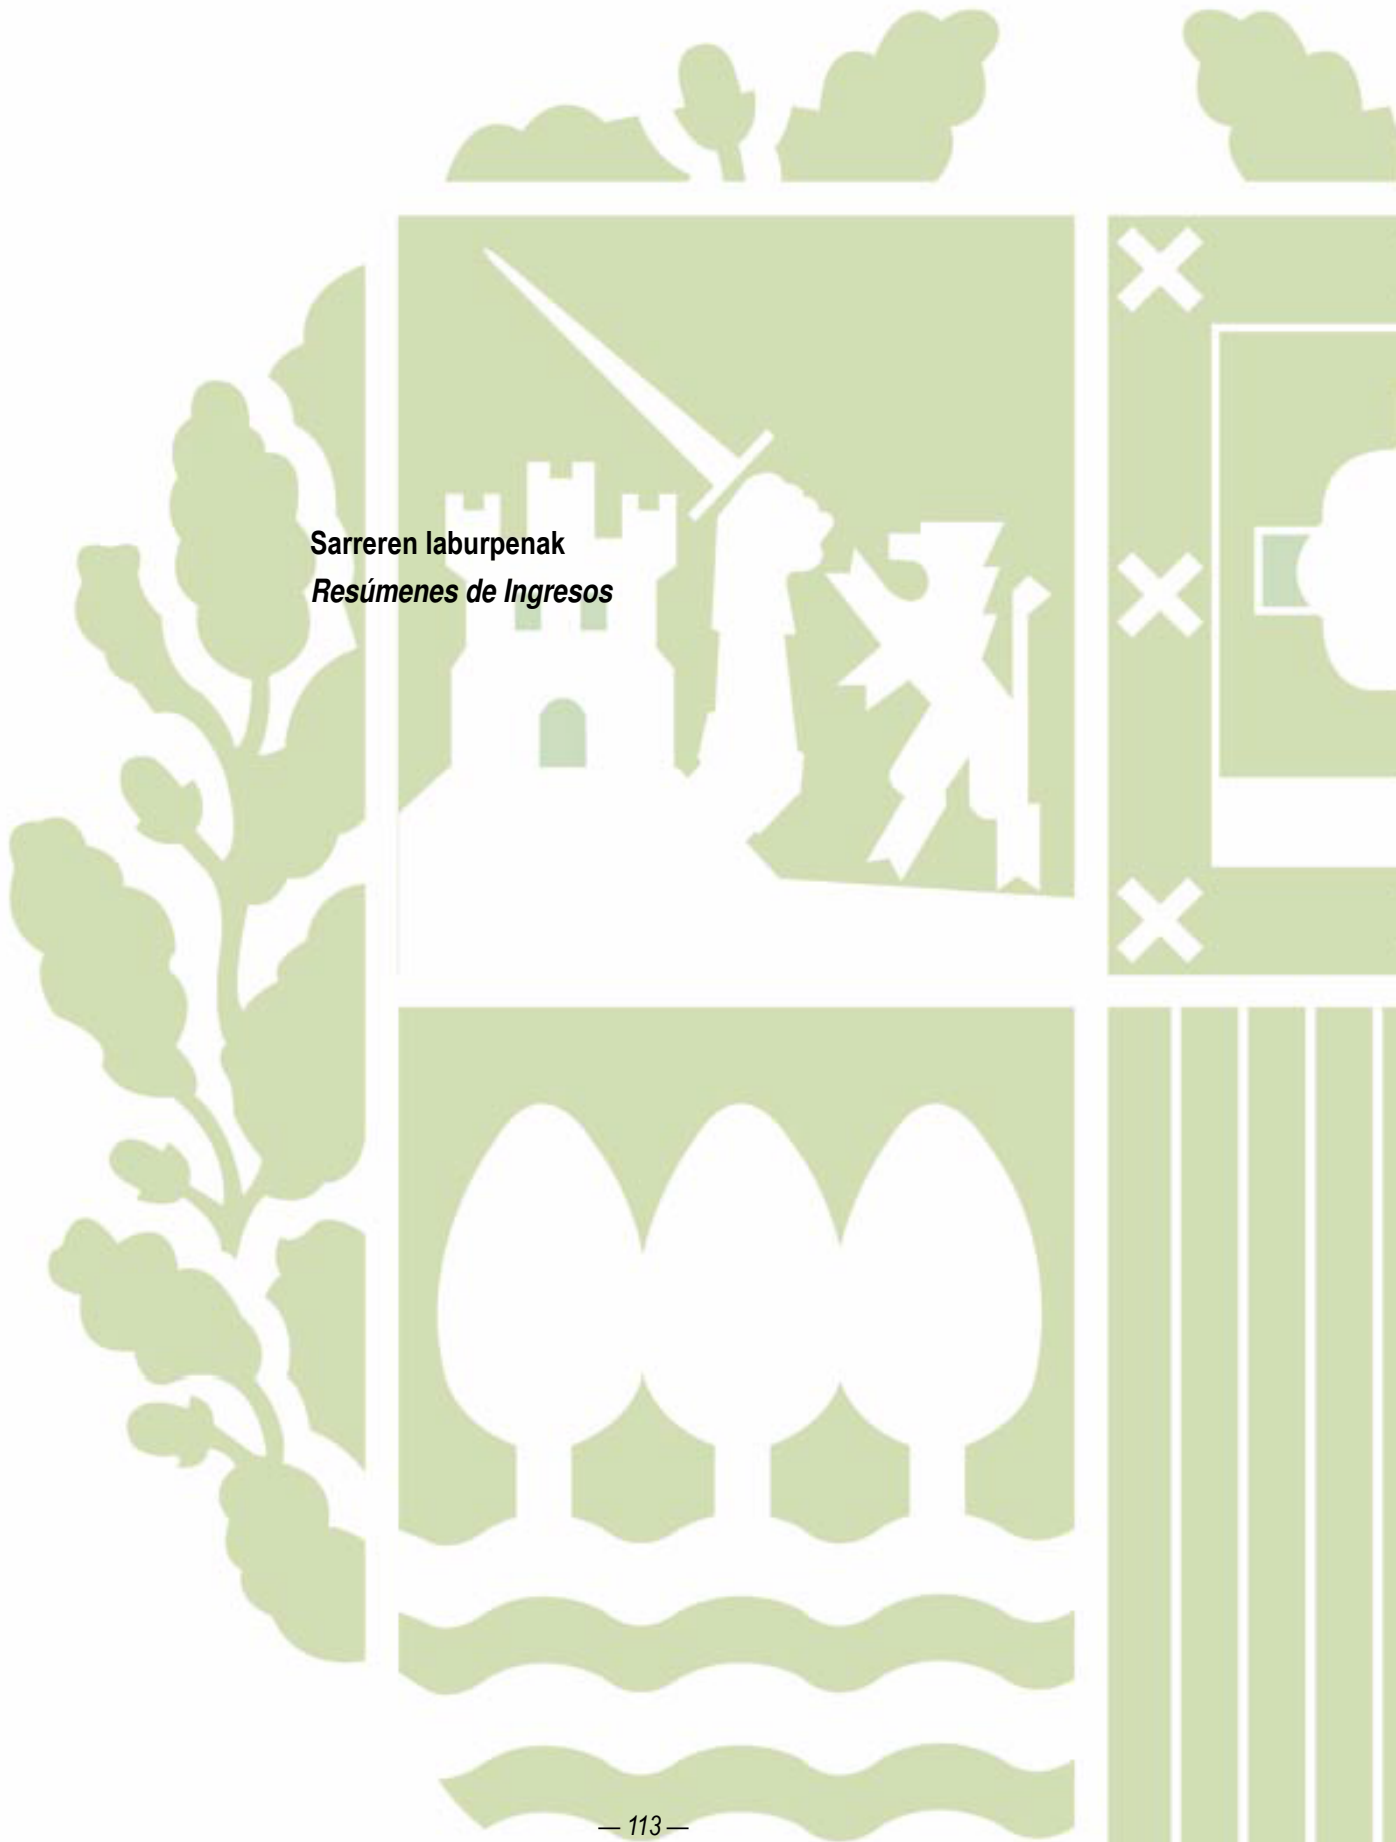 Sarreren laburpenak
Resúmenes de Ingresos
— 113 —